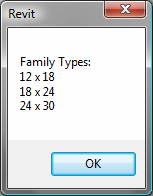 Revit
Family Types:
12 x 18
18 x 24
24 x 30
OK